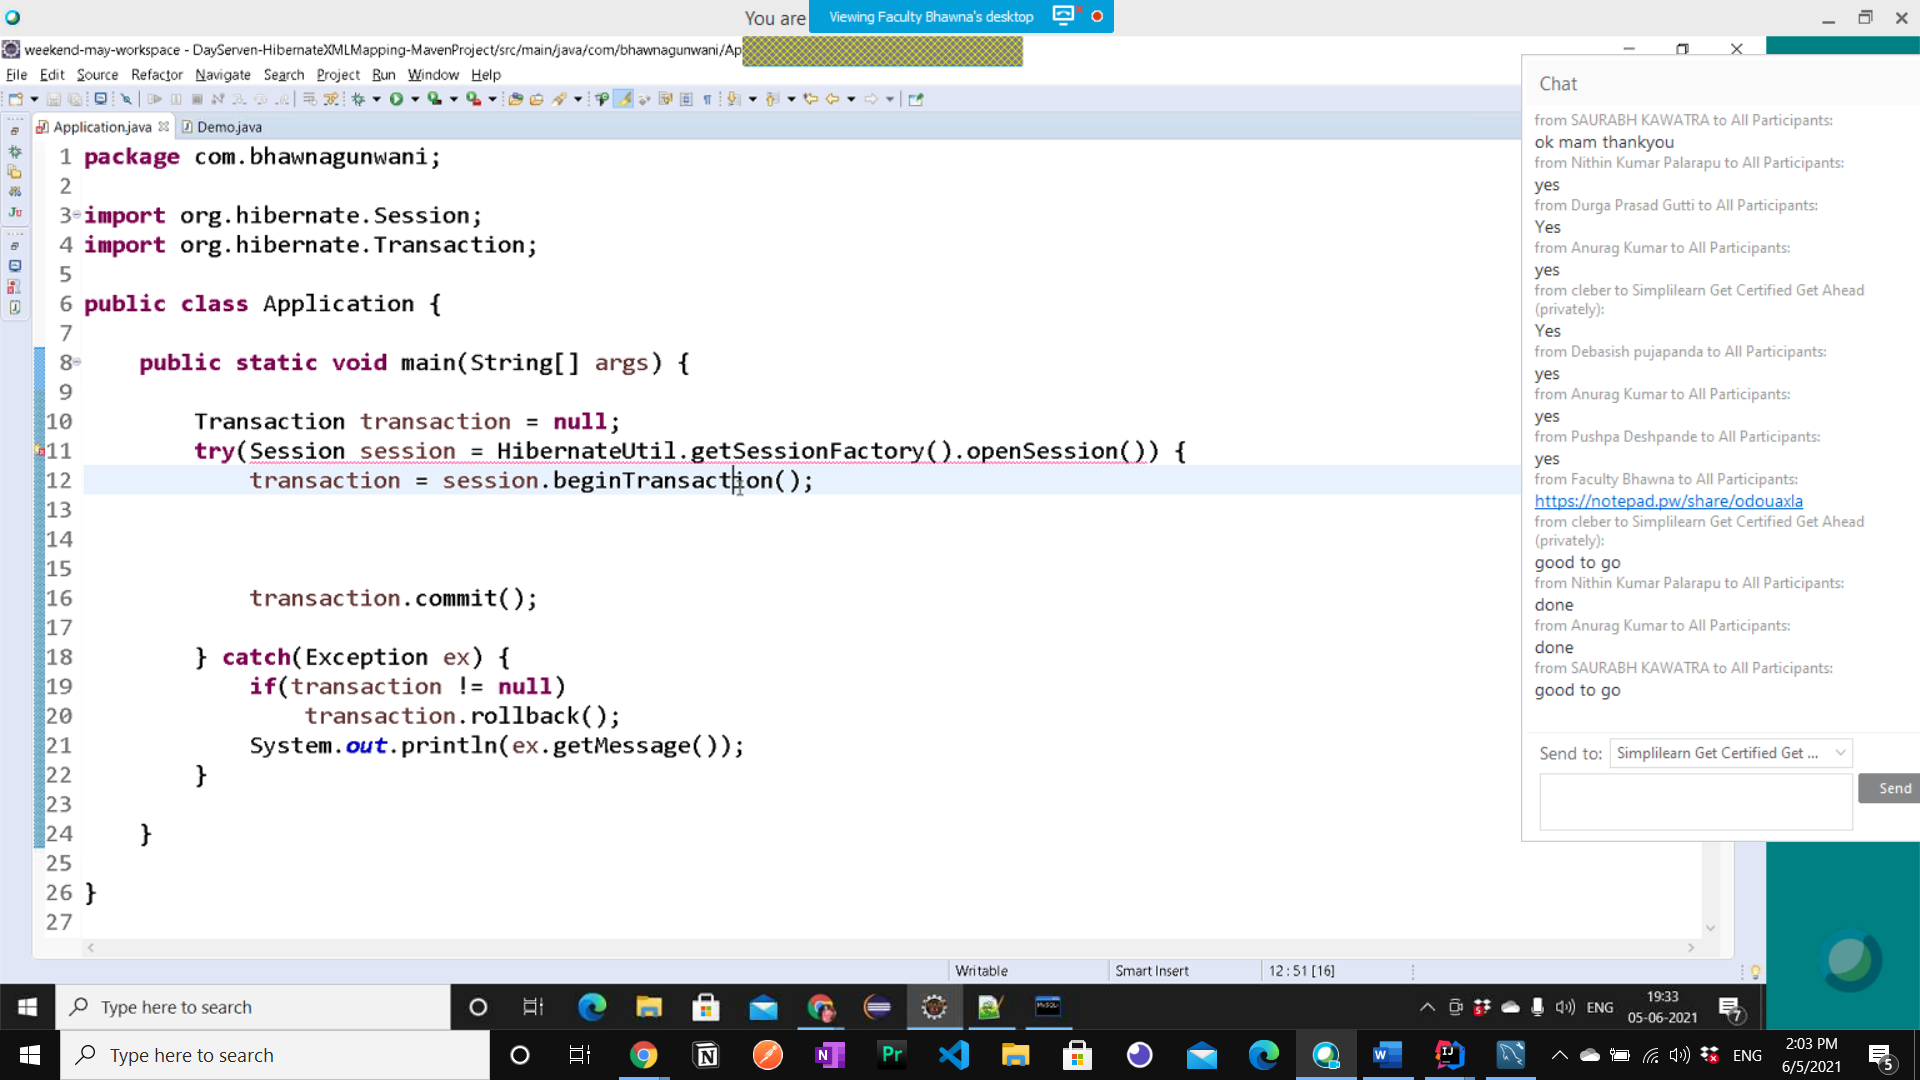 You are
Viewing Faculty Bhawna's desktop
weekend-may-workspace - DayServen-HibernateXMLMapping-MavenProject/src/main/java/com/bhawnagunwani/Ap
File Edit Source Refactor Navigate Search Project Run Window Help
Application.java
Demo.java
1 package com.bhawnagunwani;
2
3 import org.hibernate.Session;
4 import org.hibernate.Transaction;
5
6 public class Application {
7
8 public static void main(String[] args) {
9
10 Transaction transaction = null;
11 try(Session session = HibernateUtil.getSessionFactory().openSession()) {
12 transaction = session.beginTransaction();
13
14
15
16 transaction.commit();
17
18 } catch(Exception ex) {
19 if(transaction != null)
20 transaction.rollback();
21 System.out.println(ex.getMessage());
22 }
23
24 }
25
26 }
27
Writable
Smart Insert
12 : 51 [16]
Chat
from SAURABH KAWATRA to All Participants:
ok mam thankyou
from Nithin Kumar Palarapu to All Participants:
yes
from Durga Prasad Gutti to All Participants:
Yes
from Anurag Kumar to All Participants:
yes
from cleber to Simplilearn Get Certified Get Ahead
(privately):
Yes
from Debasish pujapanda to All Participants:
yes
from Anurag Kumar to All Participants:
yes
from Pushpa Deshpande to All Participants:
yes
from Faculty Bhawna to All Participants:
https://notepad.pw/share/odouaxla
from cleber to Simplilearn Get Certified Get Ahead
(privately):
good to go
from Nithin Kumar Palarapu to All Participants:
done
from Anurag Kumar to All Participants:
done
from SAURABH KAWATRA to All Participants:
good to go
Send to: Simplilearn Get Certified Get ...
Send
Type here to search
ENG
19:33
05-06-2021
7
Type here to search
ENG
2:03 PM
6/5/2021
5